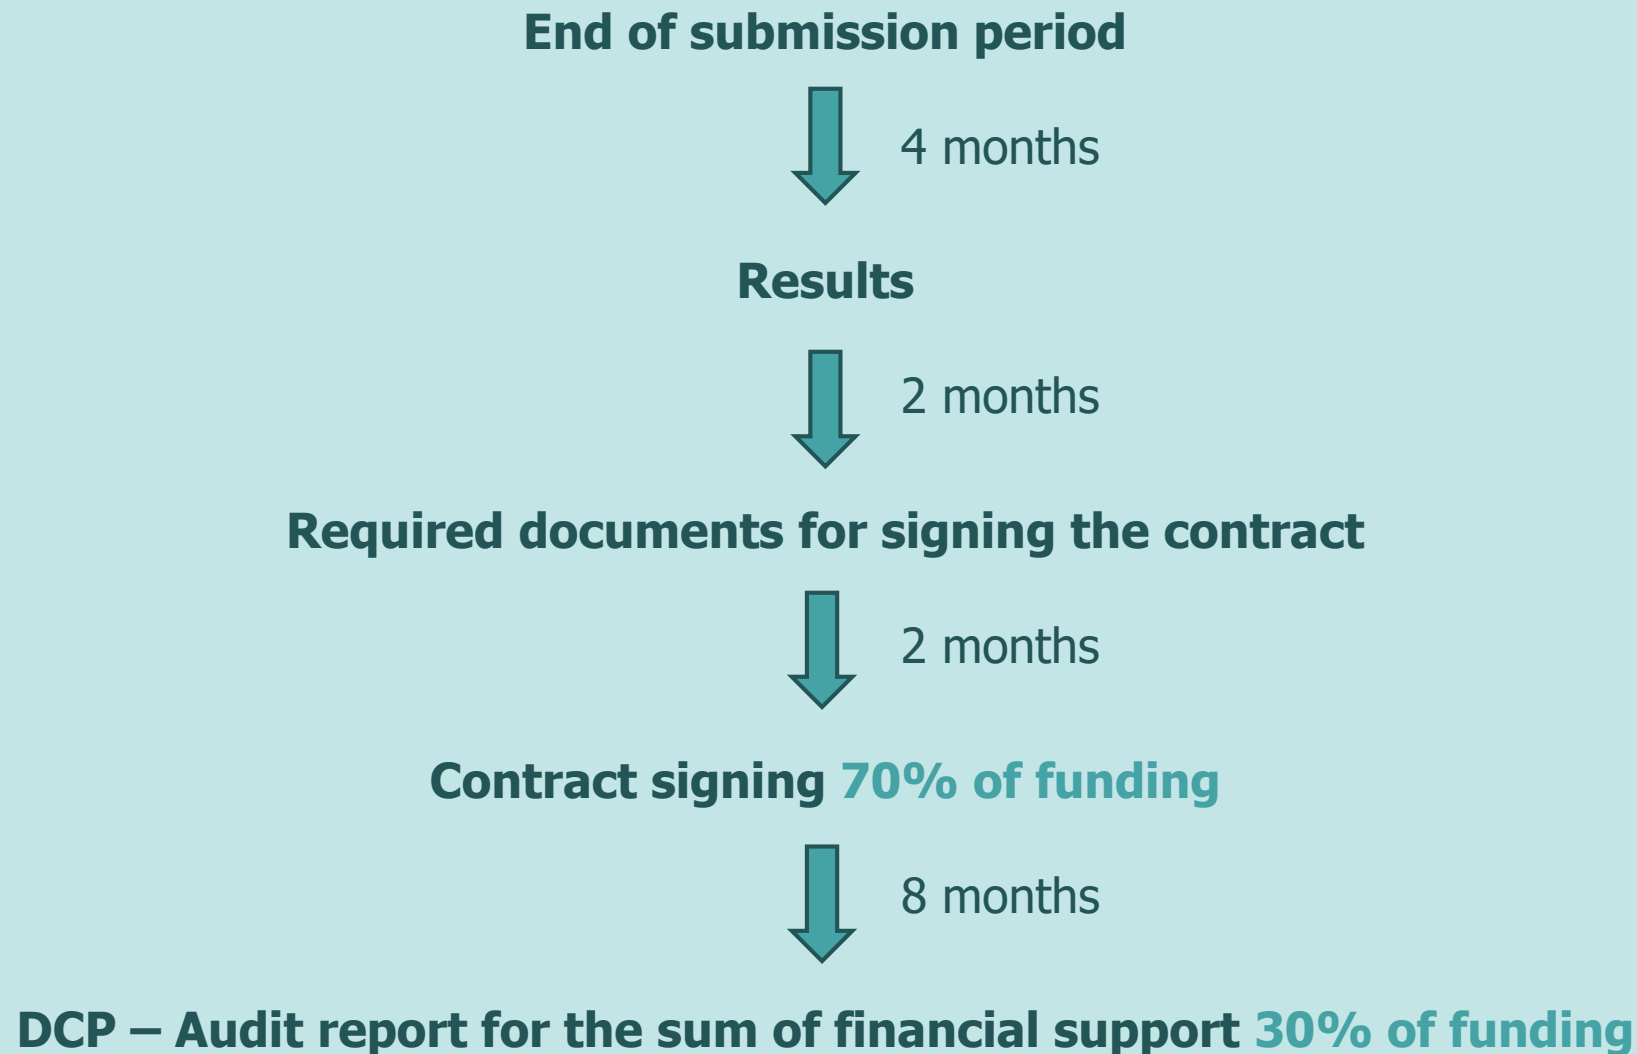 End of submission period
4 months
Results
2 months
Required documents for signing the contract
2 months
Contract signing 70% of funding
8 months
DCP – Audit report for the sum of financial support 30% of funding